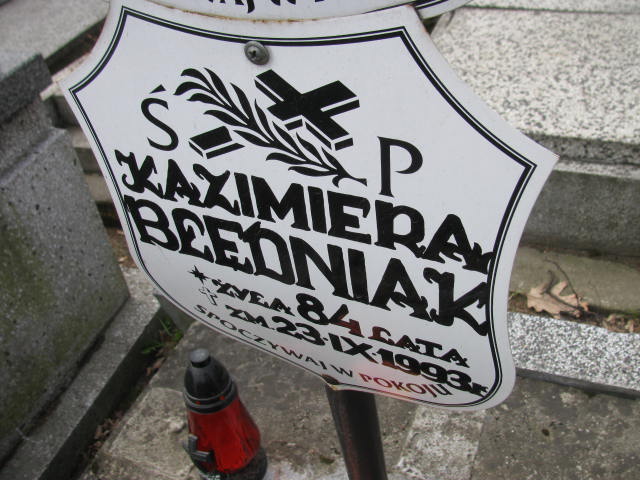 Ś P
KAZIMIERA
BŁĘDNIAK
ŻYŁA 84 LATA
ZM. 23·IX·1993 r
SPOCZYWAJ W POKOJU